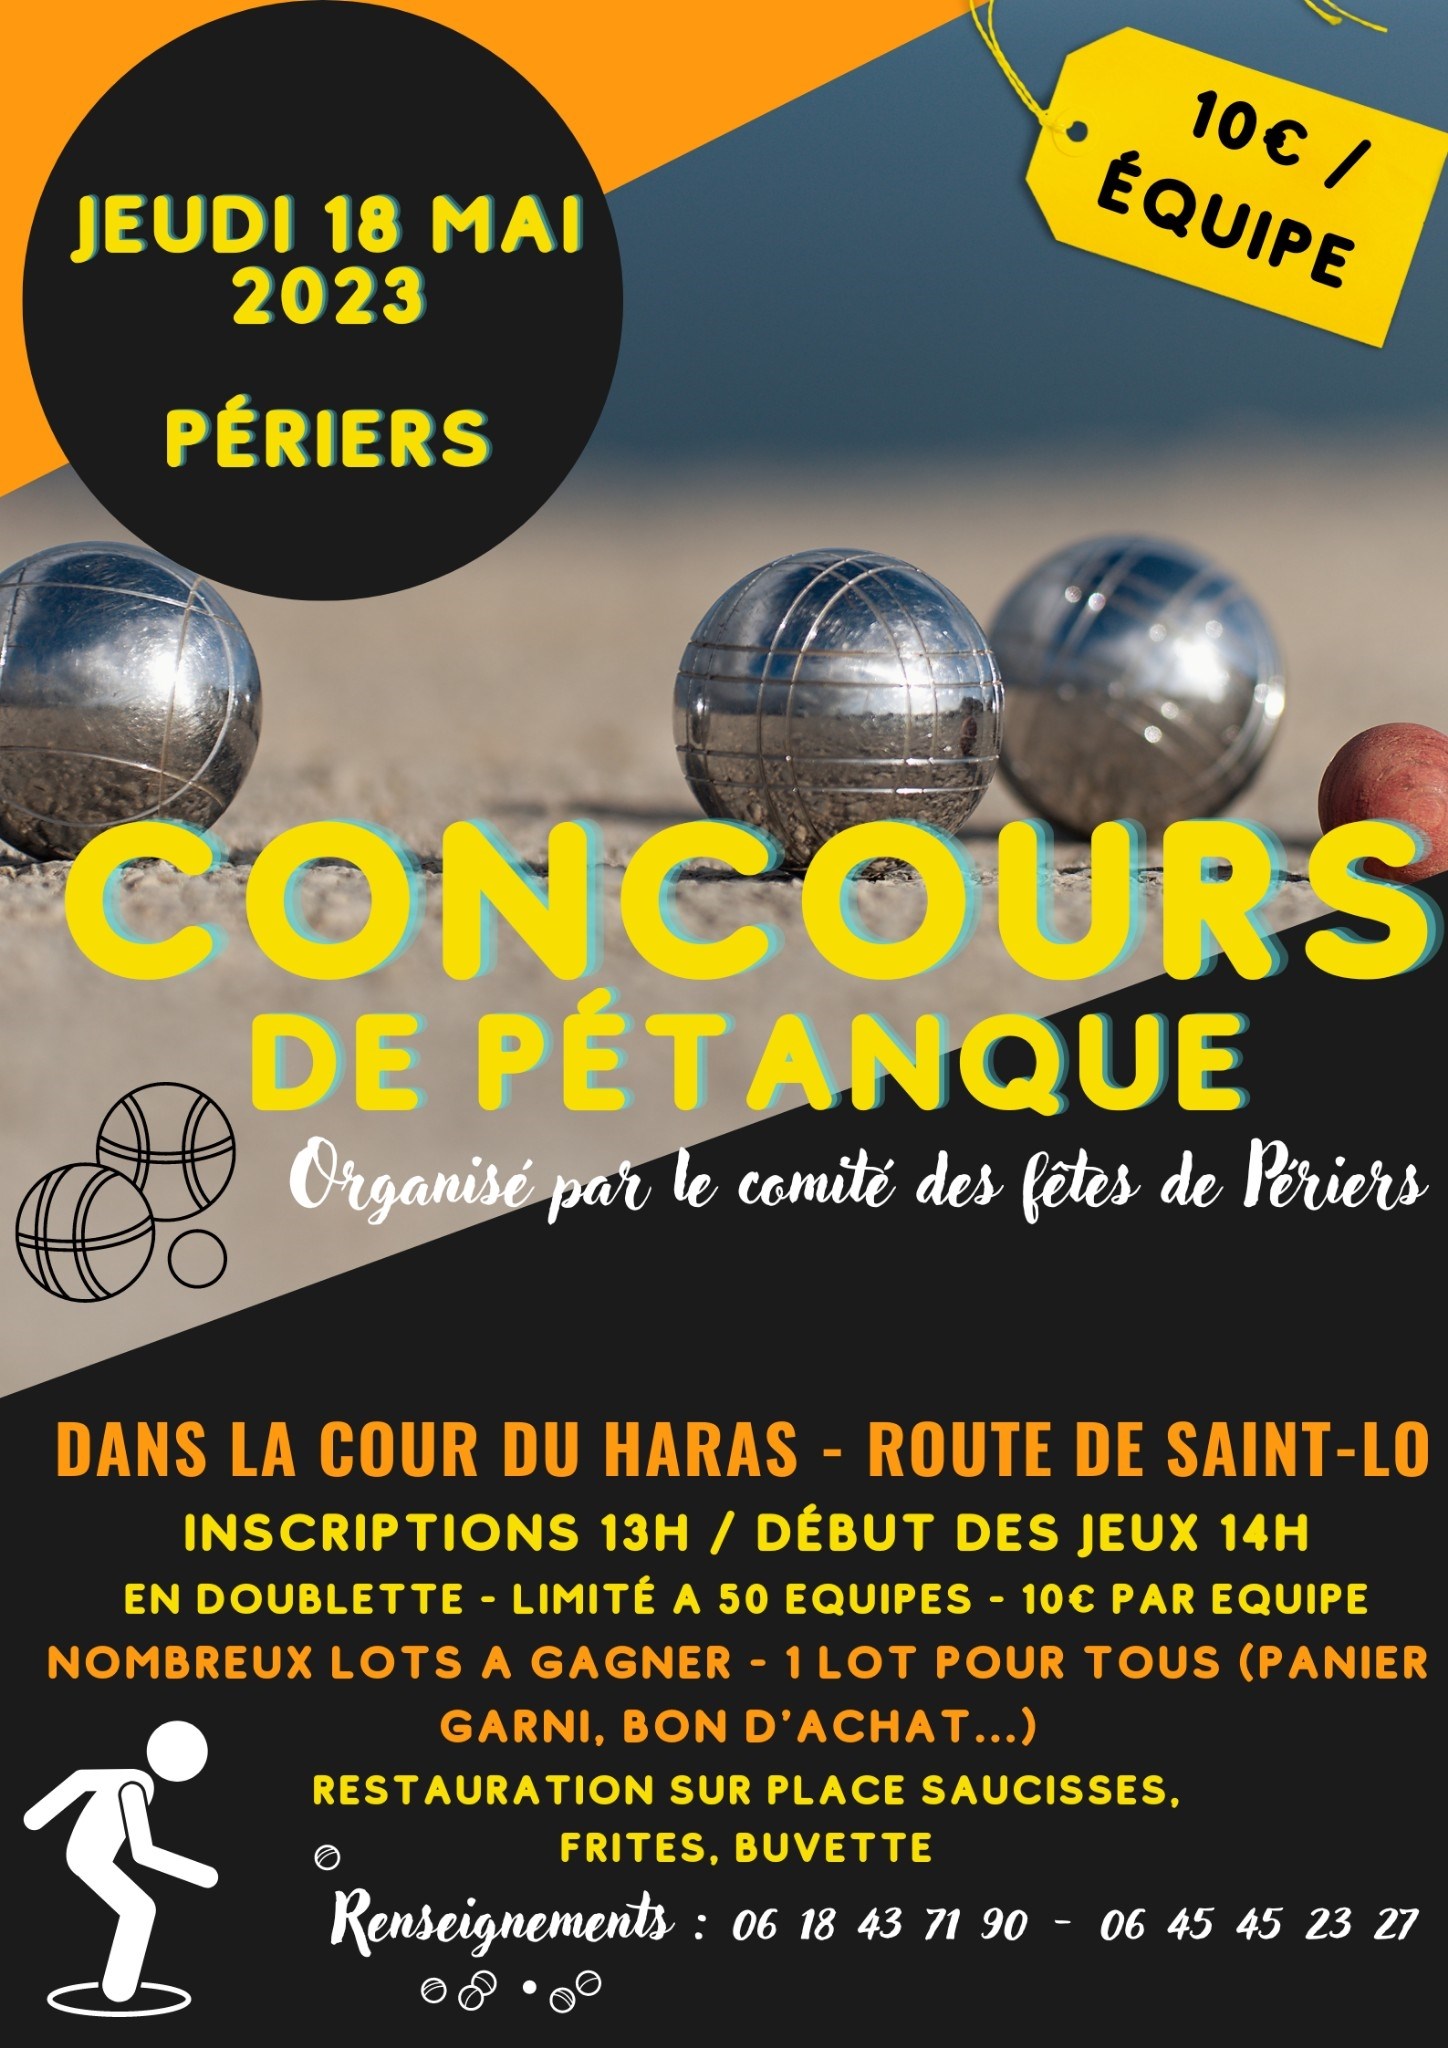 JEUDI 18 MAI
2023
PÉRIERS
10€ /
ÉQUIPE
CONCOURS
DE PÉTANQUE
Organisé par le comité des fêtes de Périers
DANS LA COUR DU HARAS - ROUTE DE SAINT-LO
INSCRIPTIONS 13H / DÉBUT DES JEUX 14H
EN DOUBLETTE - LIMITÉ A 50 EQUIPES - 10€ PAR EQUIPE
NOMBREUX LOTS A GAGNER - 1 LOT POUR TOUS (PANIER
GARNI, BON D'ACHAT...)
RESTAURATION SUR PLACE SAUCISSES,
FRITES, BUVETTE
Renseignements : 06 18 43 71 90 - 06 45 45 23 27